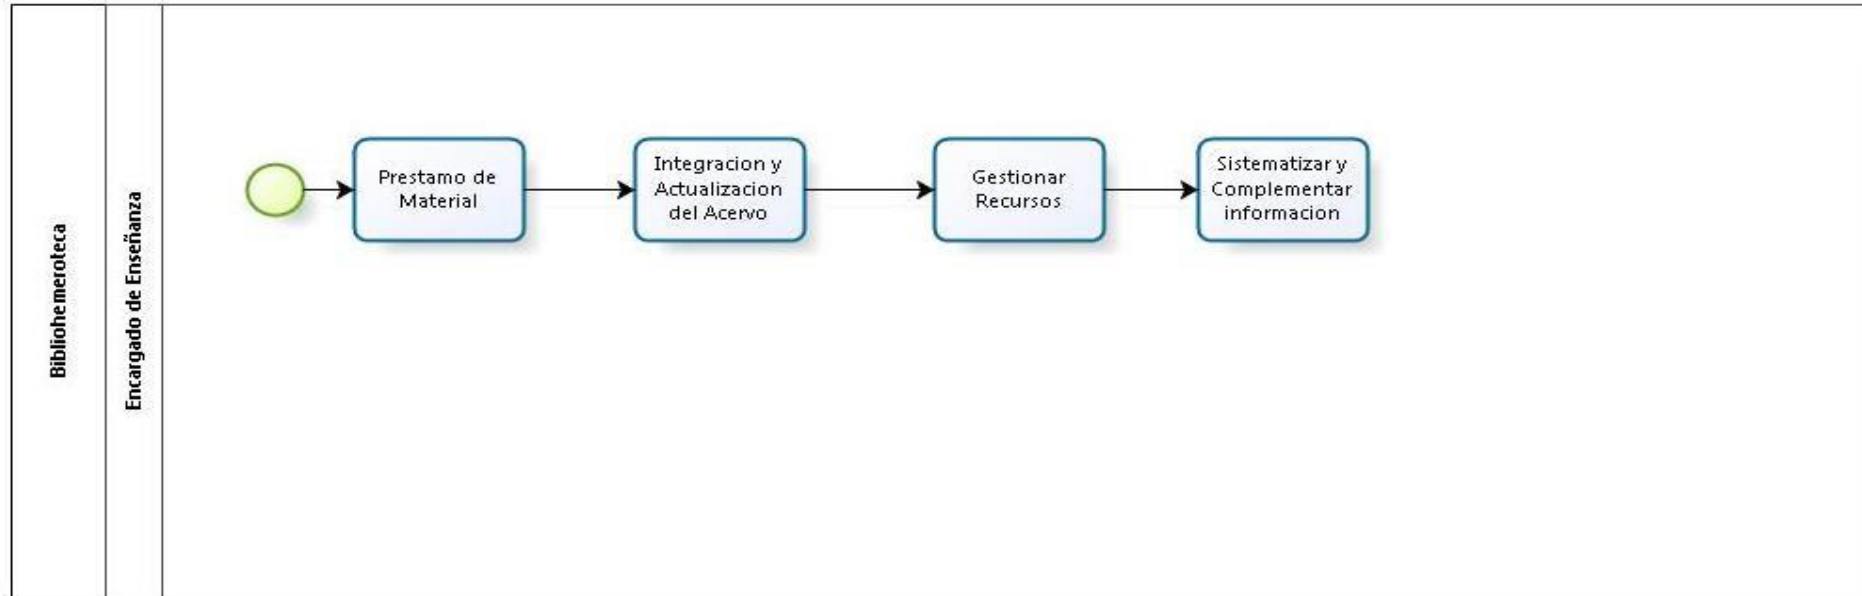 Bibliohemeroteca
Encargado de Enseñanza
Prestamo de
Material
Integracion y
Actualizacion
del Acervo
Gestionar
Recursos
Sistematizar y
Complementar
informacion